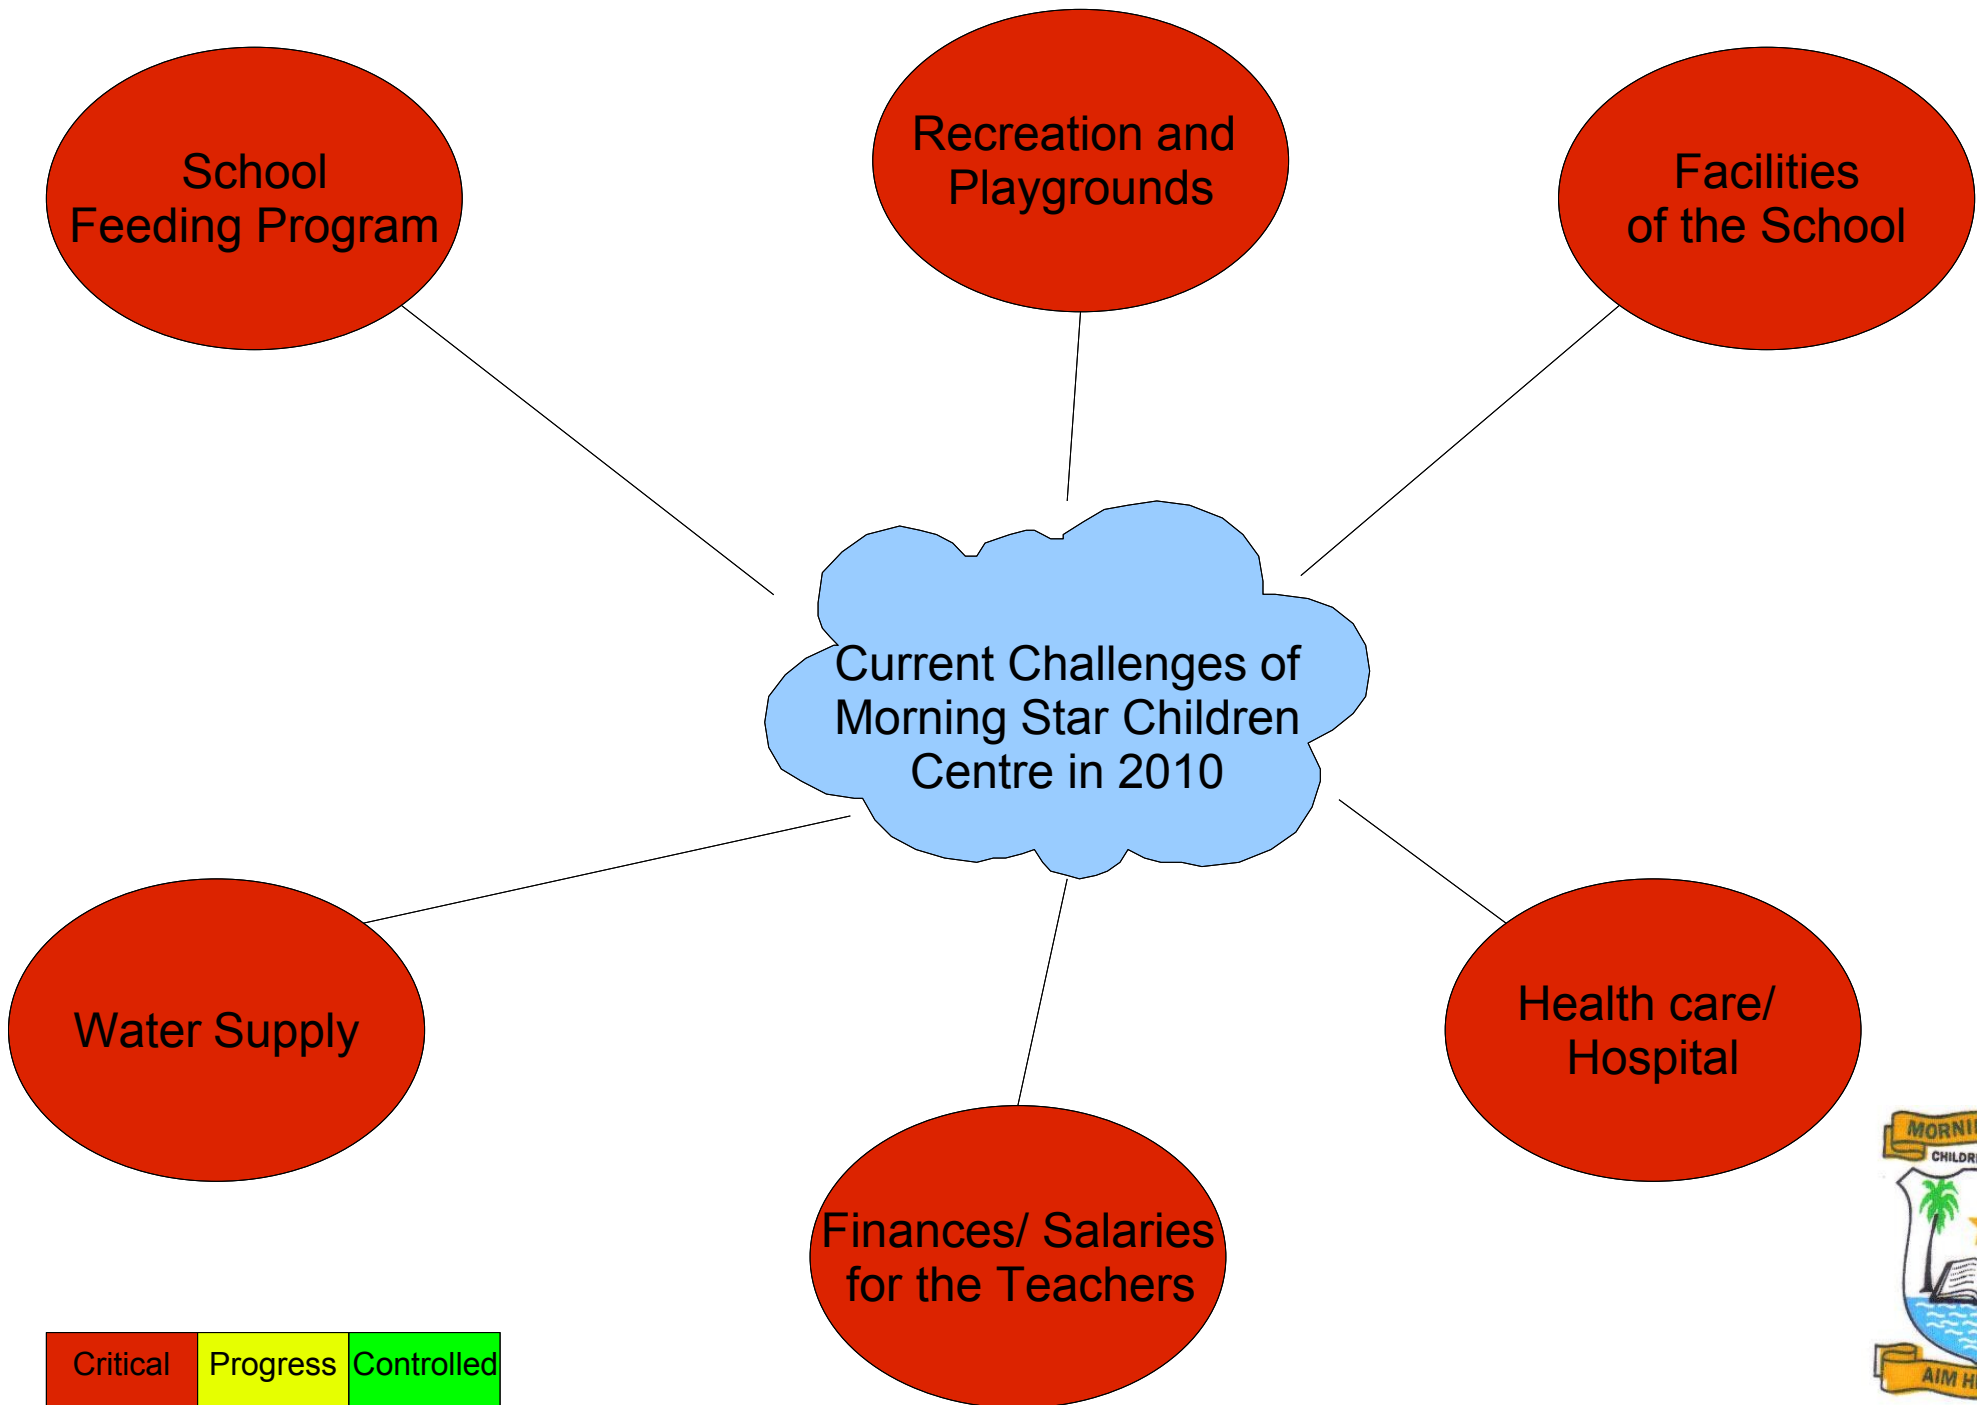 School
Feeding Program
Recreation and
Playgrounds
Facilities
of the School
Current Challenges of
Morning Star Children
Centre in 2010
Water Supply
Health care/
Hospital
Finances/ Salaries
for the Teachers
Critical
Progress
Controlled
AIM